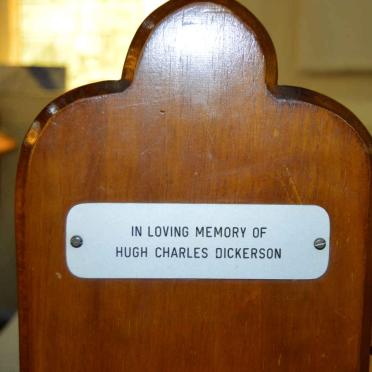 IN LOVING MEMORY OF
HUGH CHARLES DICKERSON